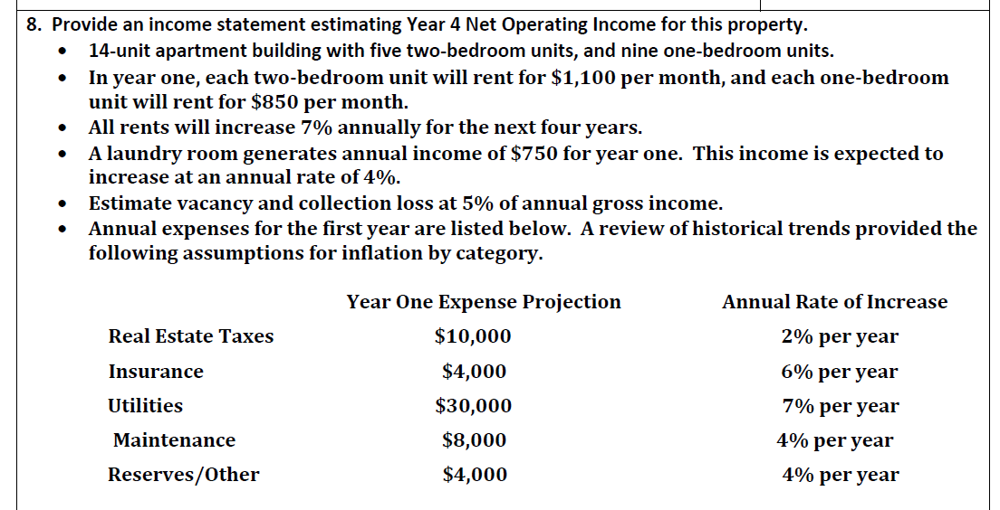 8. Provide an income statement estimating Year 4 Net Operating Income for this property.
• 14-unit apartment building with five two-bedroom units, and nine one-bedroom units.
• In year one, each two-bedroom unit will rent for $1,100 per month, and each one-bedroom
unit will rent for $850 per month.
• All rents will increase 7% annually for the next four years.
• A laundry room generates annual income of $750 for year one. This income is expected to
increase at an annual rate of 4%.
• Estimate vacancy and collection loss at 5% of annual gross income.
• Annual expenses for the first year are listed below. A review of historical trends provided the
following assumptions for inflation by category.
Year One Expense Projection Annual Rate of Increase
Real Estate Taxes $10,000 2% per year
Insurance $4,000 6% per year
Utilities $30,000 7% per year
Maintenance $8,000 4% per year
Reserves/Other $4,000 4% per year